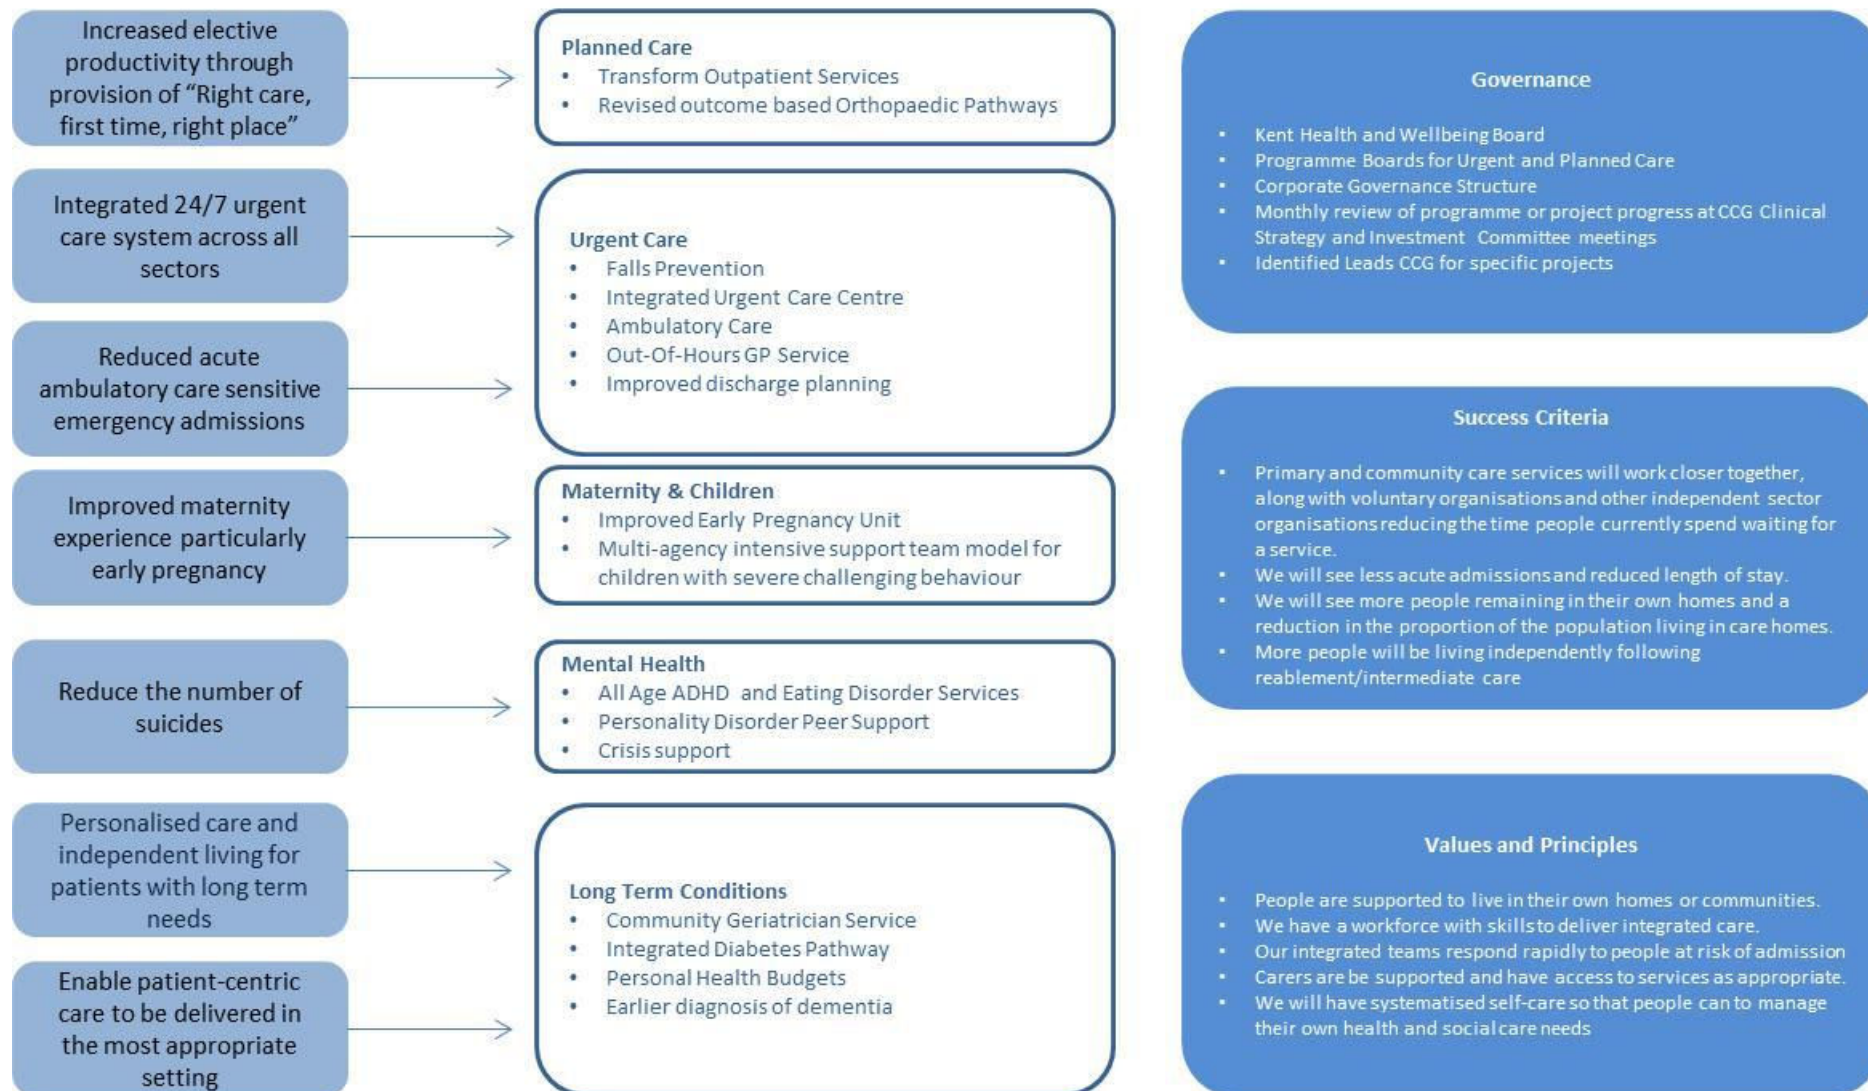 Increased elective
productivity through
provision of “Right care,
first time, right place”
Integrated 24/7 urgent
care system across all
sectors
Reduced acute
ambulatory care sensitive
emergency admissions
Improved maternity
experience particularly
early pregnancy
Reduce the number of
suicides
Personalised care and
independent living for
patients with long term
needs
Enable patient-centric
care to be delivered in
the most appropriate
setting
Planned Care
• Transform Outpatient Services
• Revised outcome based Orthopaedic Pathways
Urgent Care
• Falls Prevention
• Integrated Urgent Care Centre
• Ambulatory Care
• Out-Of-Hours GP Service
• Improved discharge planning
Maternity & Children
• Improved Early Pregnancy Unit
• Multi-agency intensive support team model for
children with severe challenging behaviour
Mental Health
• All Age ADHD and Eating Disorder Services
• Personality Disorder Peer Support
• Crisis support
Long Term Conditions
• Community Geriatrician Service
• Integrated Diabetes Pathway
• Personal Health Budgets
• Earlier diagnosis of dementia
Governance
• Kent Health and Wellbeing Board
• Programme Boards for Urgent and Planned Care
• Corporate Governance Structure
• Monthly review of programme or project progress at CCG Clinical
Strategy and Investment Committee meetings
• Identified Leads CCG for specific projects
Success Criteria
• Primary and community care services will work closer together,
along with voluntary organisations and other independent sector
organisations reducing the time people currently spend waiting for
a service.
• We will see less acute admissions and reduced length of stay.
• We will see more people remaining in their own homes and a
reduction in the proportion of the population living in care homes.
• More people will be living independently following
reablement/intermediate care
Values and Principles
• People are supported to live in their own homes or communities.
• We have a workforce with skills to deliver integrated care.
• Our integrated teams respond rapidly to people at risk of admission
• Carers are be supported and have access to services as appropriate.
• We will have systematised self-care so that people can to manage
their own health and social care needs